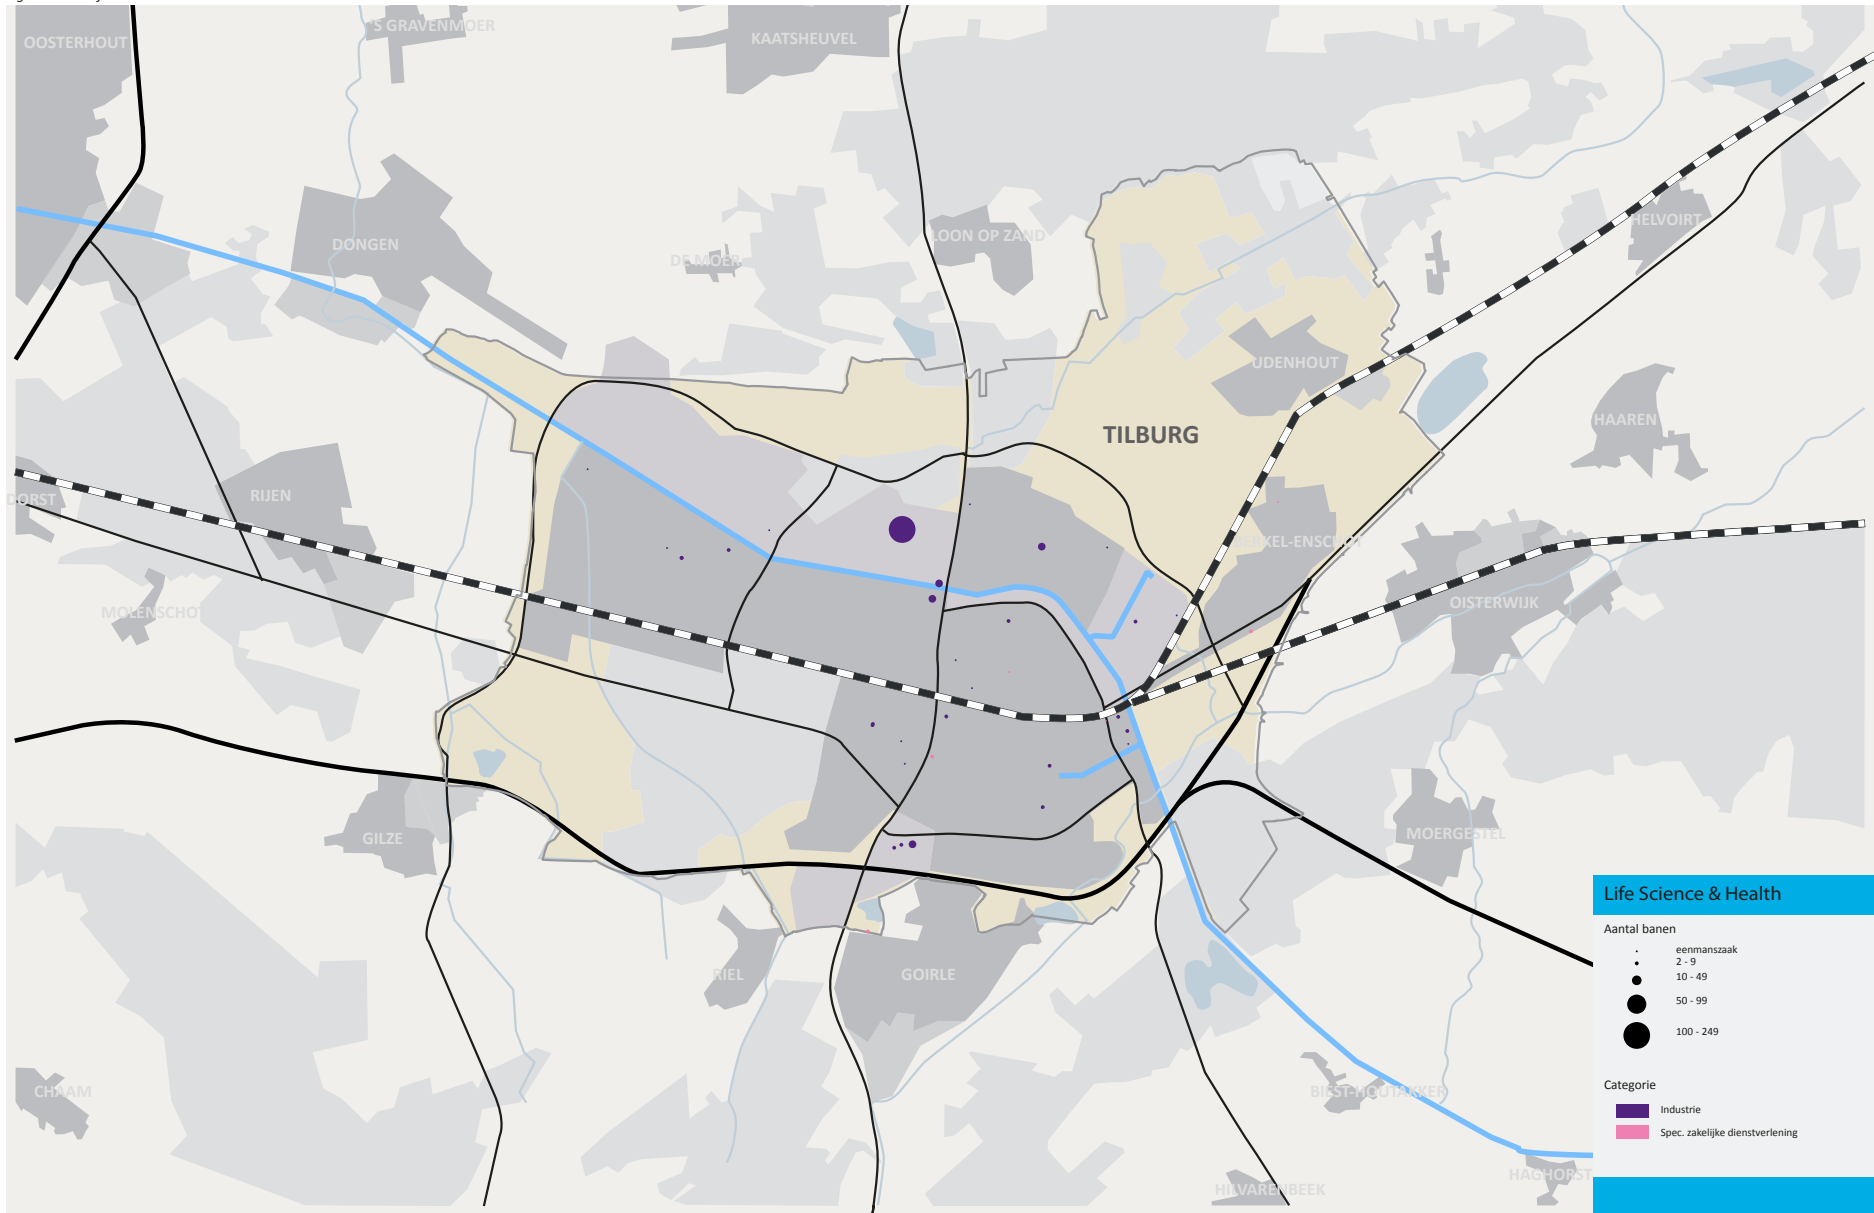 OOSTERHOUT
'S GRAVENMOER
KAATSHEUVEL
DONGEN
DE MOER
LOON OP ZAND
HELVOIRT
UDENHOUT
HAAREN
TILBURG
DORST
RIJEN
BERKEL-ENSCHOT
MOLENSCHOT
OISTERWIJK
GILZE
MOERGESTEL
RIEL
GOIRLE
CHAAM
BIEST-HOUTAKKER
HILVARENBEEK
HAGHORST
Life Science & Health
Aantal banen
eenmanszaak
2 - 9
10 - 49
50 - 99
100 - 249
Categorie
Industrie
Spec. zakelijke dienstverlening